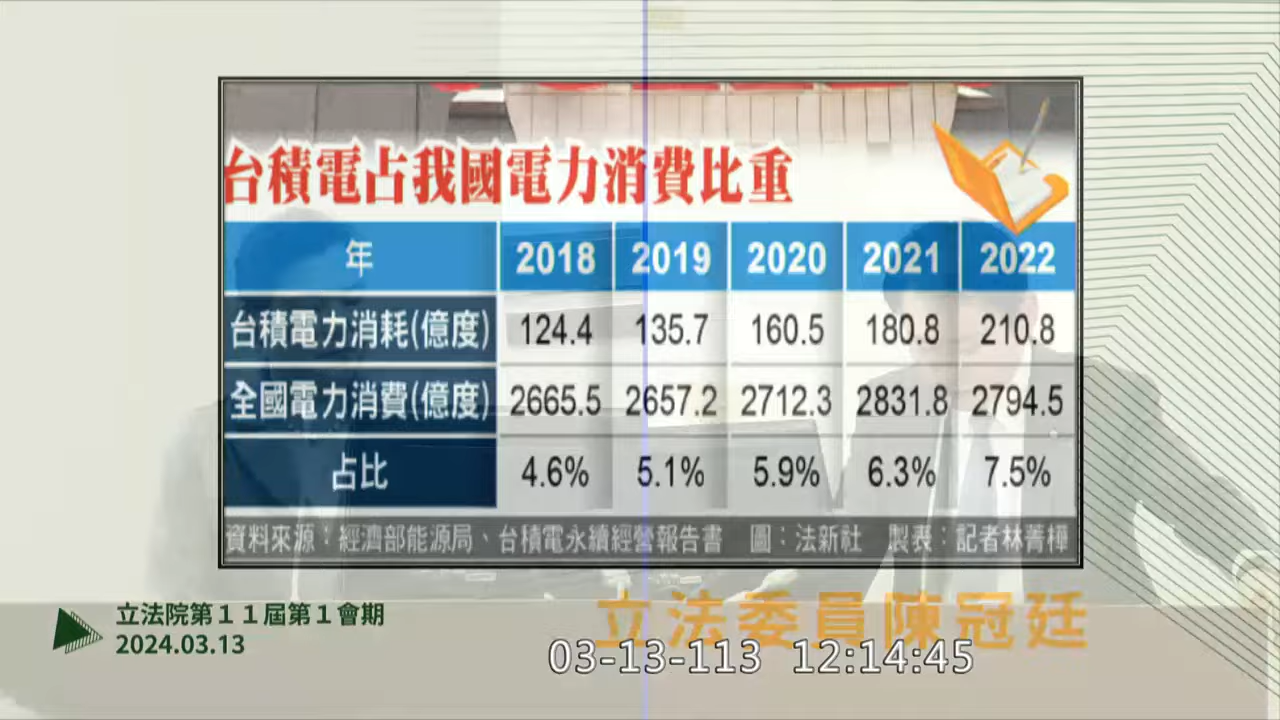 台積電占我國電力消費比重
年 2018 2019 2020 2021 2022
台積電力消耗(億度) 124.4 135.7 160.5 180.8 210.8
全國電力消費(億度) 2665.5 2657.2 2712.3 2831.8 2794.5
占比 4.6% 5.1% 5.9% 6.3% 7.5%
資料來源：經濟部能源局、台積電永續經營報告書 圖：法新社 製表：記者林菁樺
立法院第１１屆第１會期
2024.03.13
立法委員陳冠廷
03-13-113 12:14:45